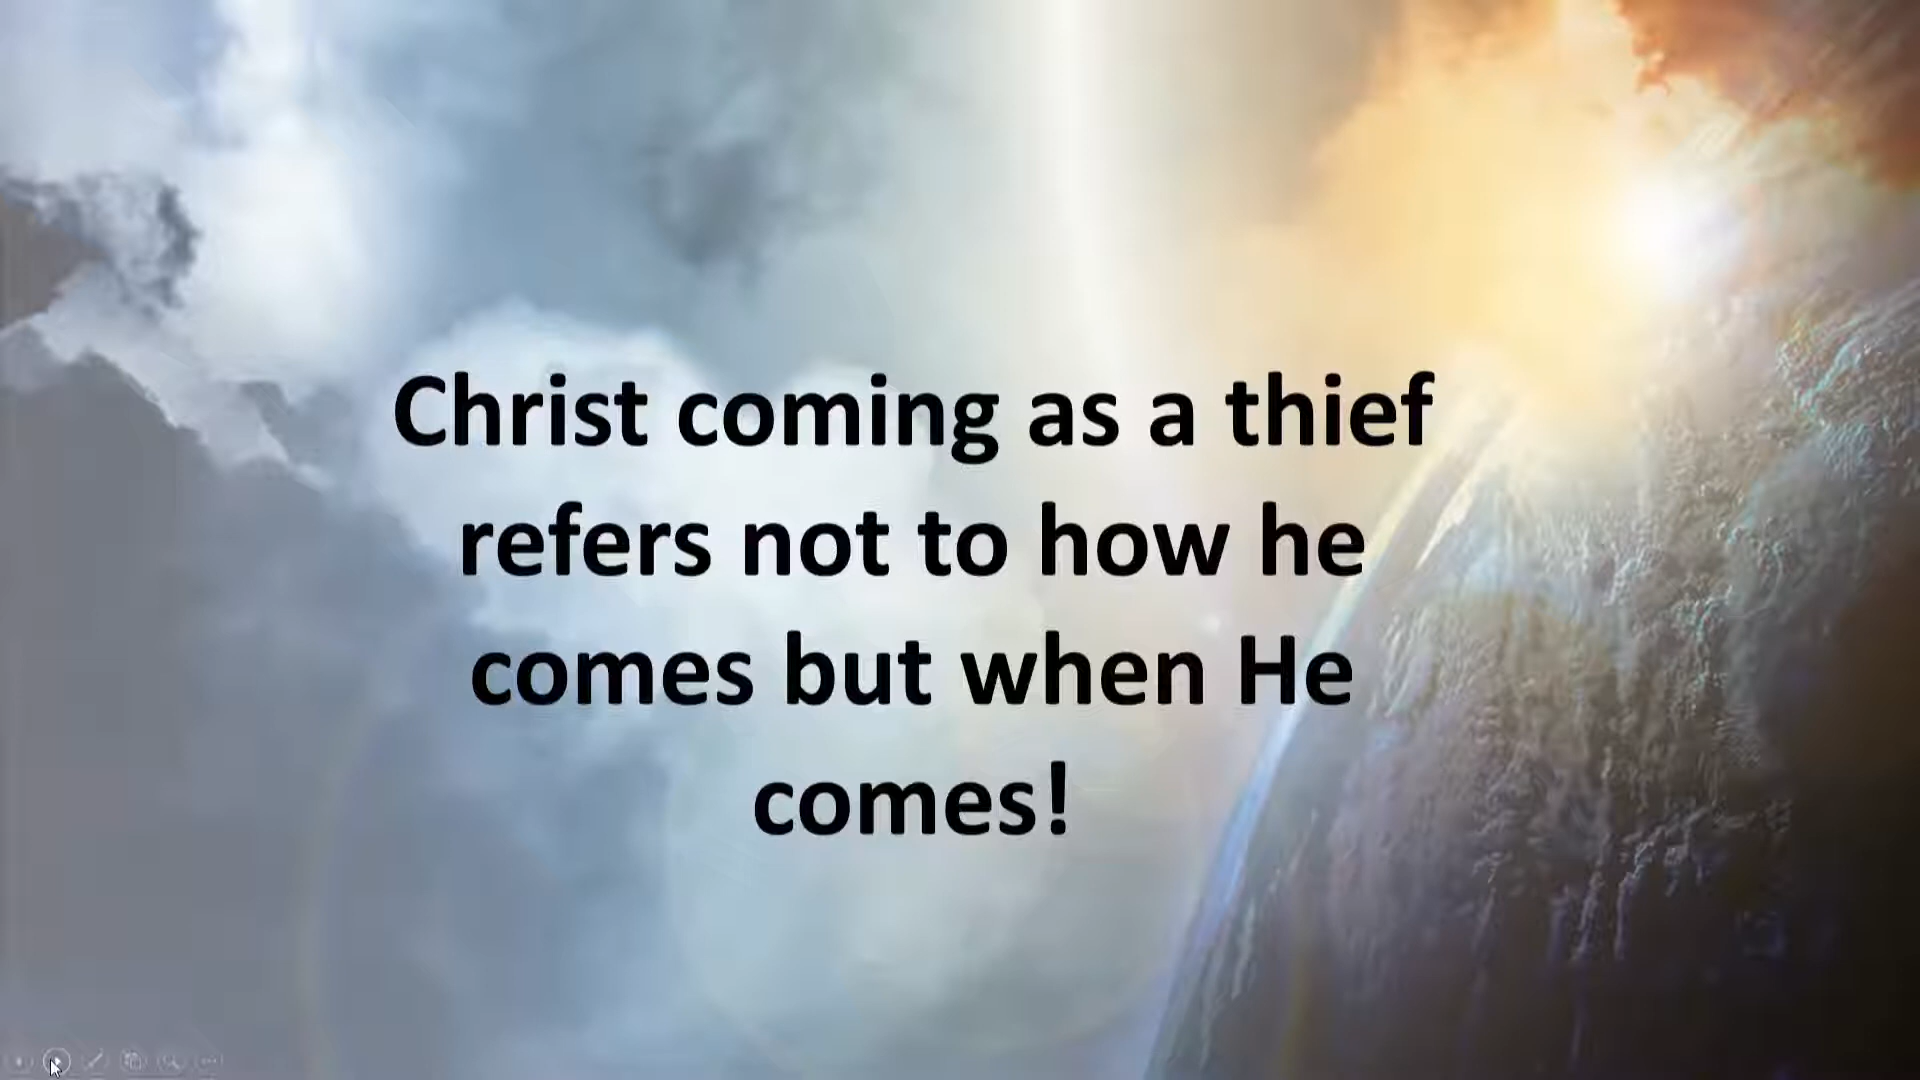 Christ coming as a thief
refers not to how he
comes but when He
comes!